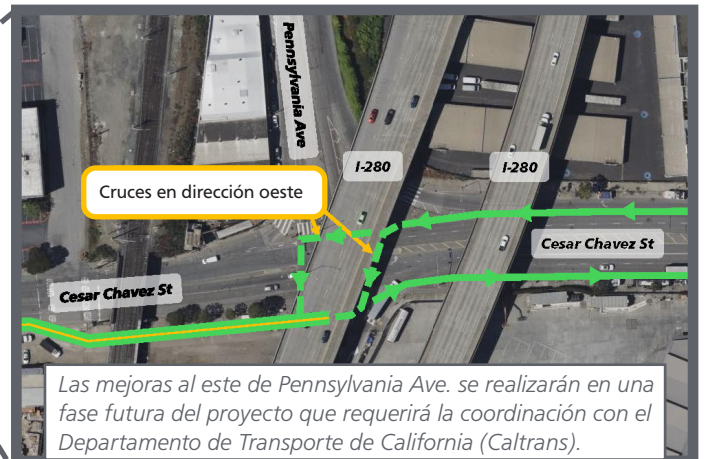 Pennsylvania Ave
I-280
I-280
Cruces en dirección oeste
Cesar Chavez St
Cesar Chavez St
Las mejoras al este de Pennsylvania Ave. se realizarán en una
fase futura del proyecto que requerirá la coordinación con el
Departamento de Transporte de California (Caltrans).